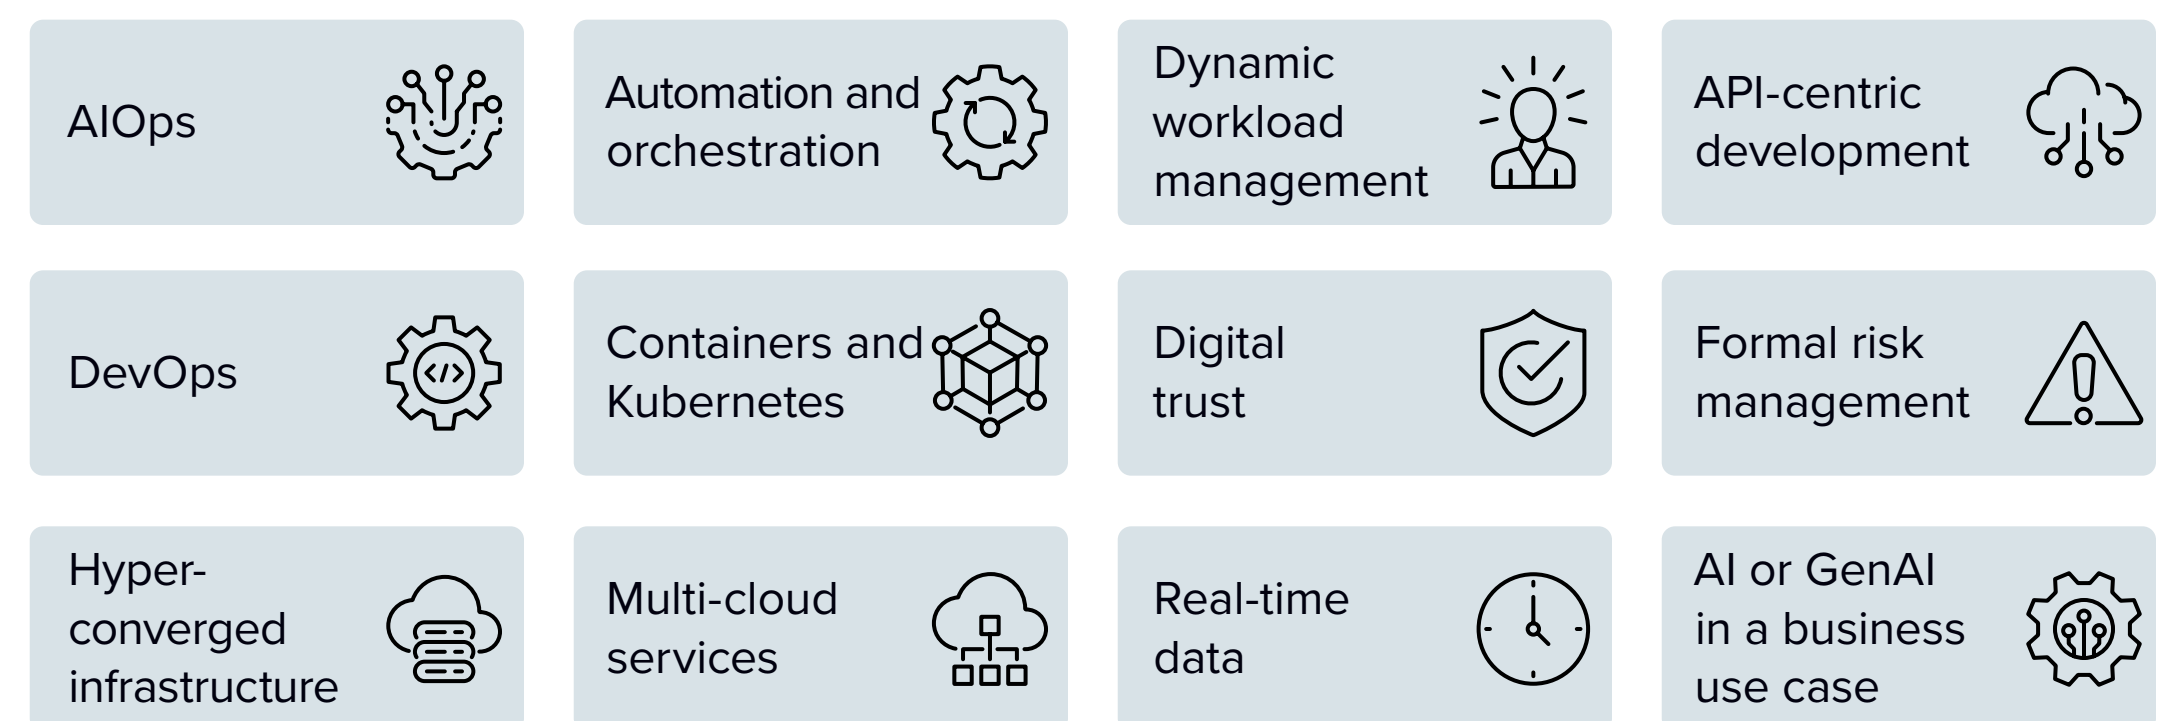 AIOps
Automation and
orchestration
Dynamic
workload
management
API-centric
development
DevOps
Containers and
Kubernetes
Digital
trust
Formal risk
management
Hyper-
converged
infrastructure
Multi-cloud
services
Real-time
data
AI or GenAI
in a business
use case